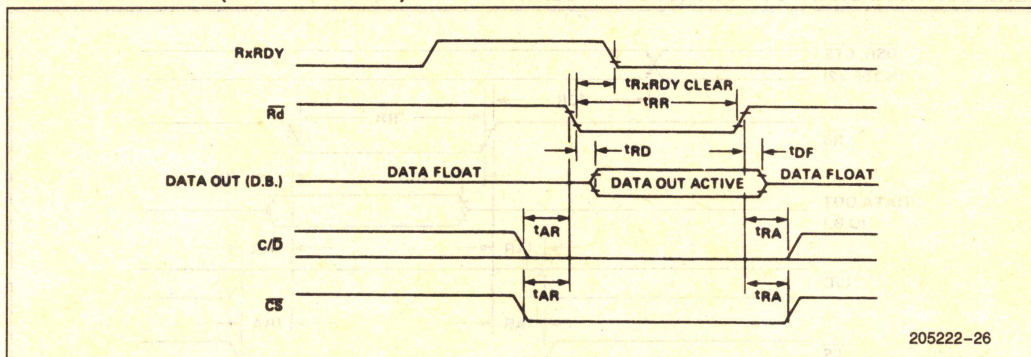 RxRDY
tRxRDY CLEAR
tRR
Rd
tRD
tDF
DATA OUT (D.B.)
DATA FLOAT
DATA OUT ACTIVE
DATA FLOAT
tAR
tRA
C/D
tAR
tRA
CS
205222-26